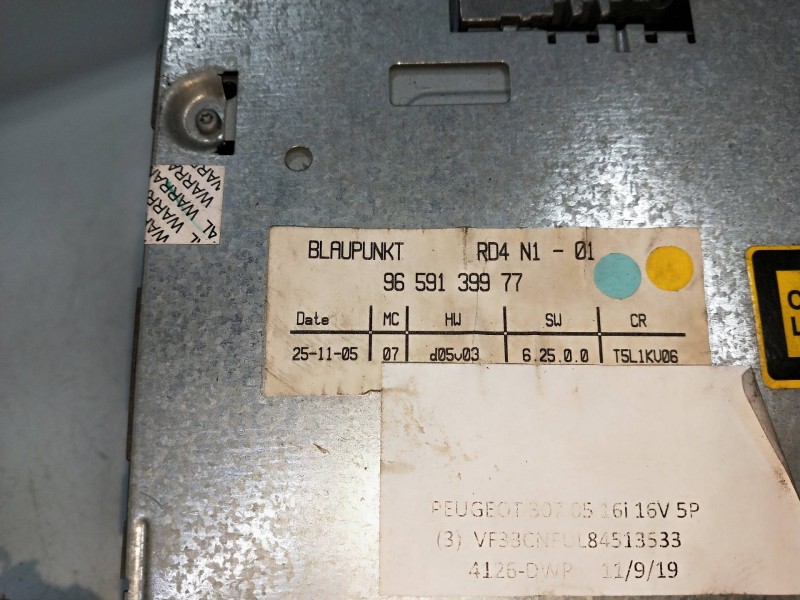 BLAUPUNKT RD4 N1 - 01
96 591 399 77
Date MC HW SW CR
25-11-05 07 d05v03 6.25.0.0 T5L1KV06
PEUGEOT 307 05 16i 16V 5P
(3) VF33CNFUL84513533
4126-DWP 11/9/19